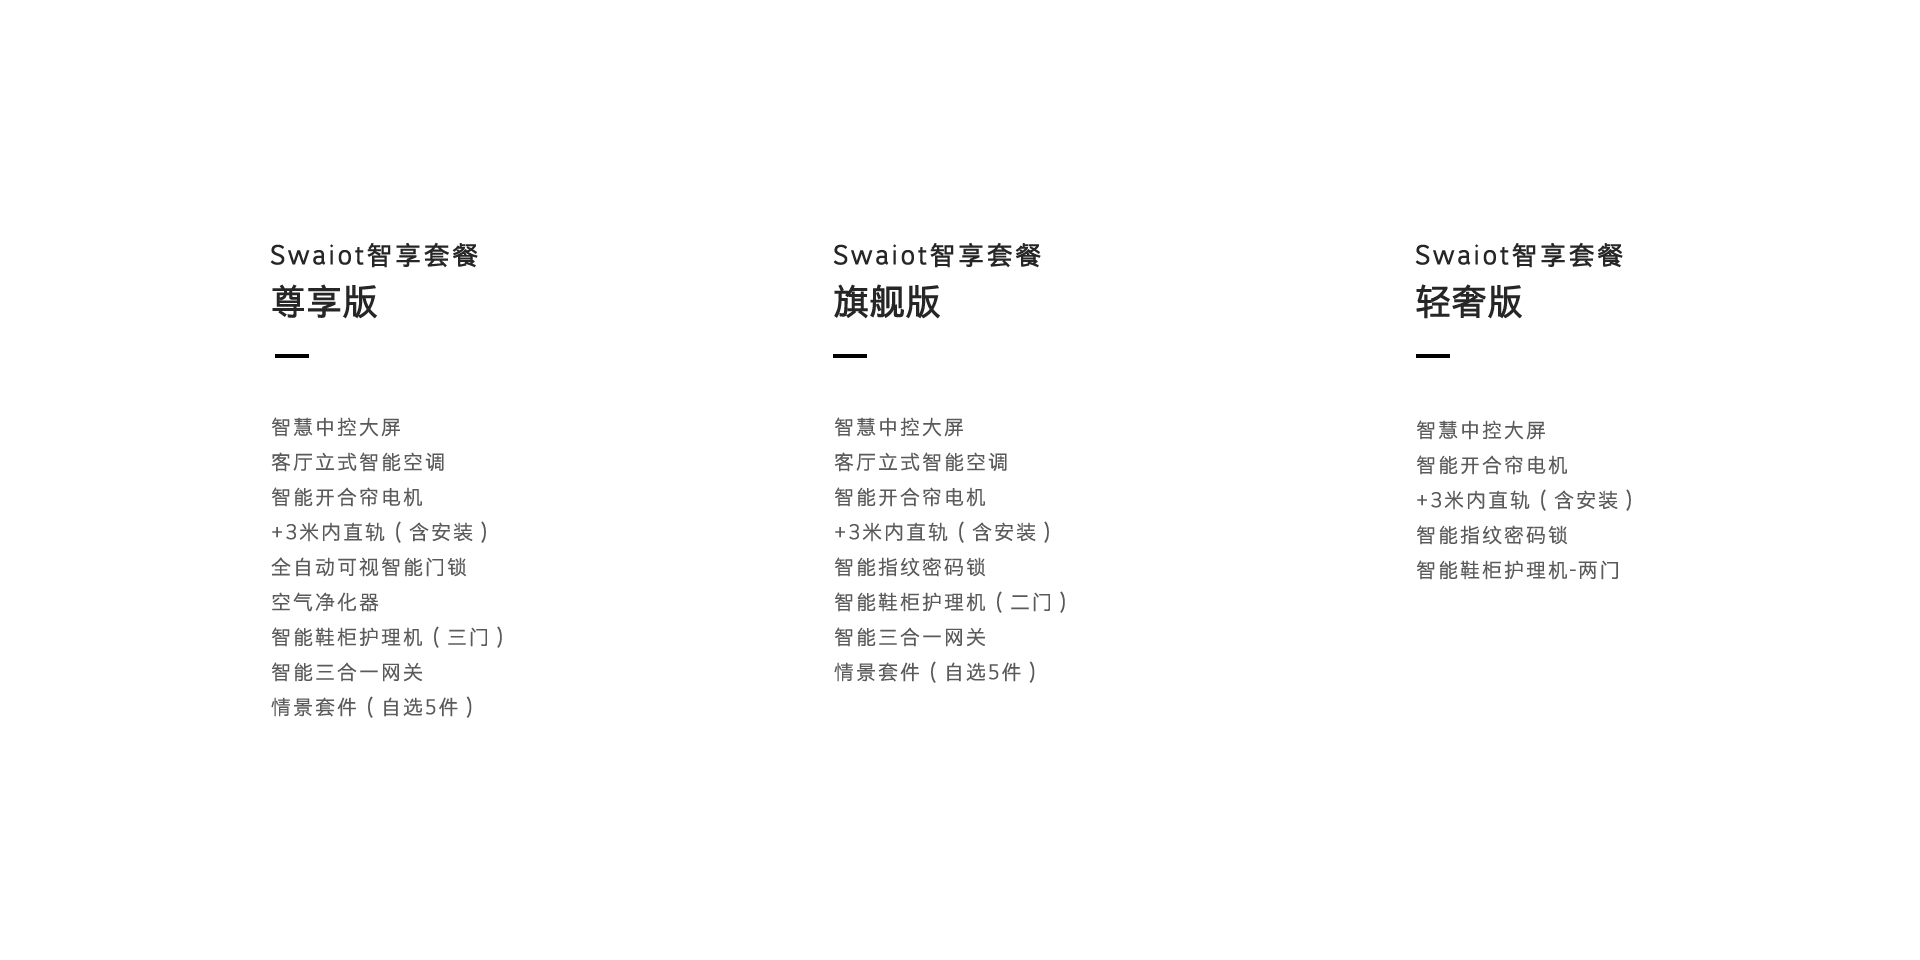 Swaiot智享套餐
尊享版
智慧中控大屏
客厅立式智能空调
智能开合帘电机
+3米内直轨（含安装）
全自动可视智能门锁
空气净化器
智能鞋柜护理机（三门）
智能三合一网关
情景套件（自选5件）
Swaiot智享套餐
旗舰版
智慧中控大屏
客厅立式智能空调
智能开合帘电机
+3米内直轨（含安装）
智能指纹密码锁
智能鞋柜护理机（二门）
智能三合一网关
情景套件（自选5件）
Swaiot智享套餐
轻奢版
智慧中控大屏
智能开合帘电机
+3米内直轨（含安装）
智能指纹密码锁
智能鞋柜护理机-两门